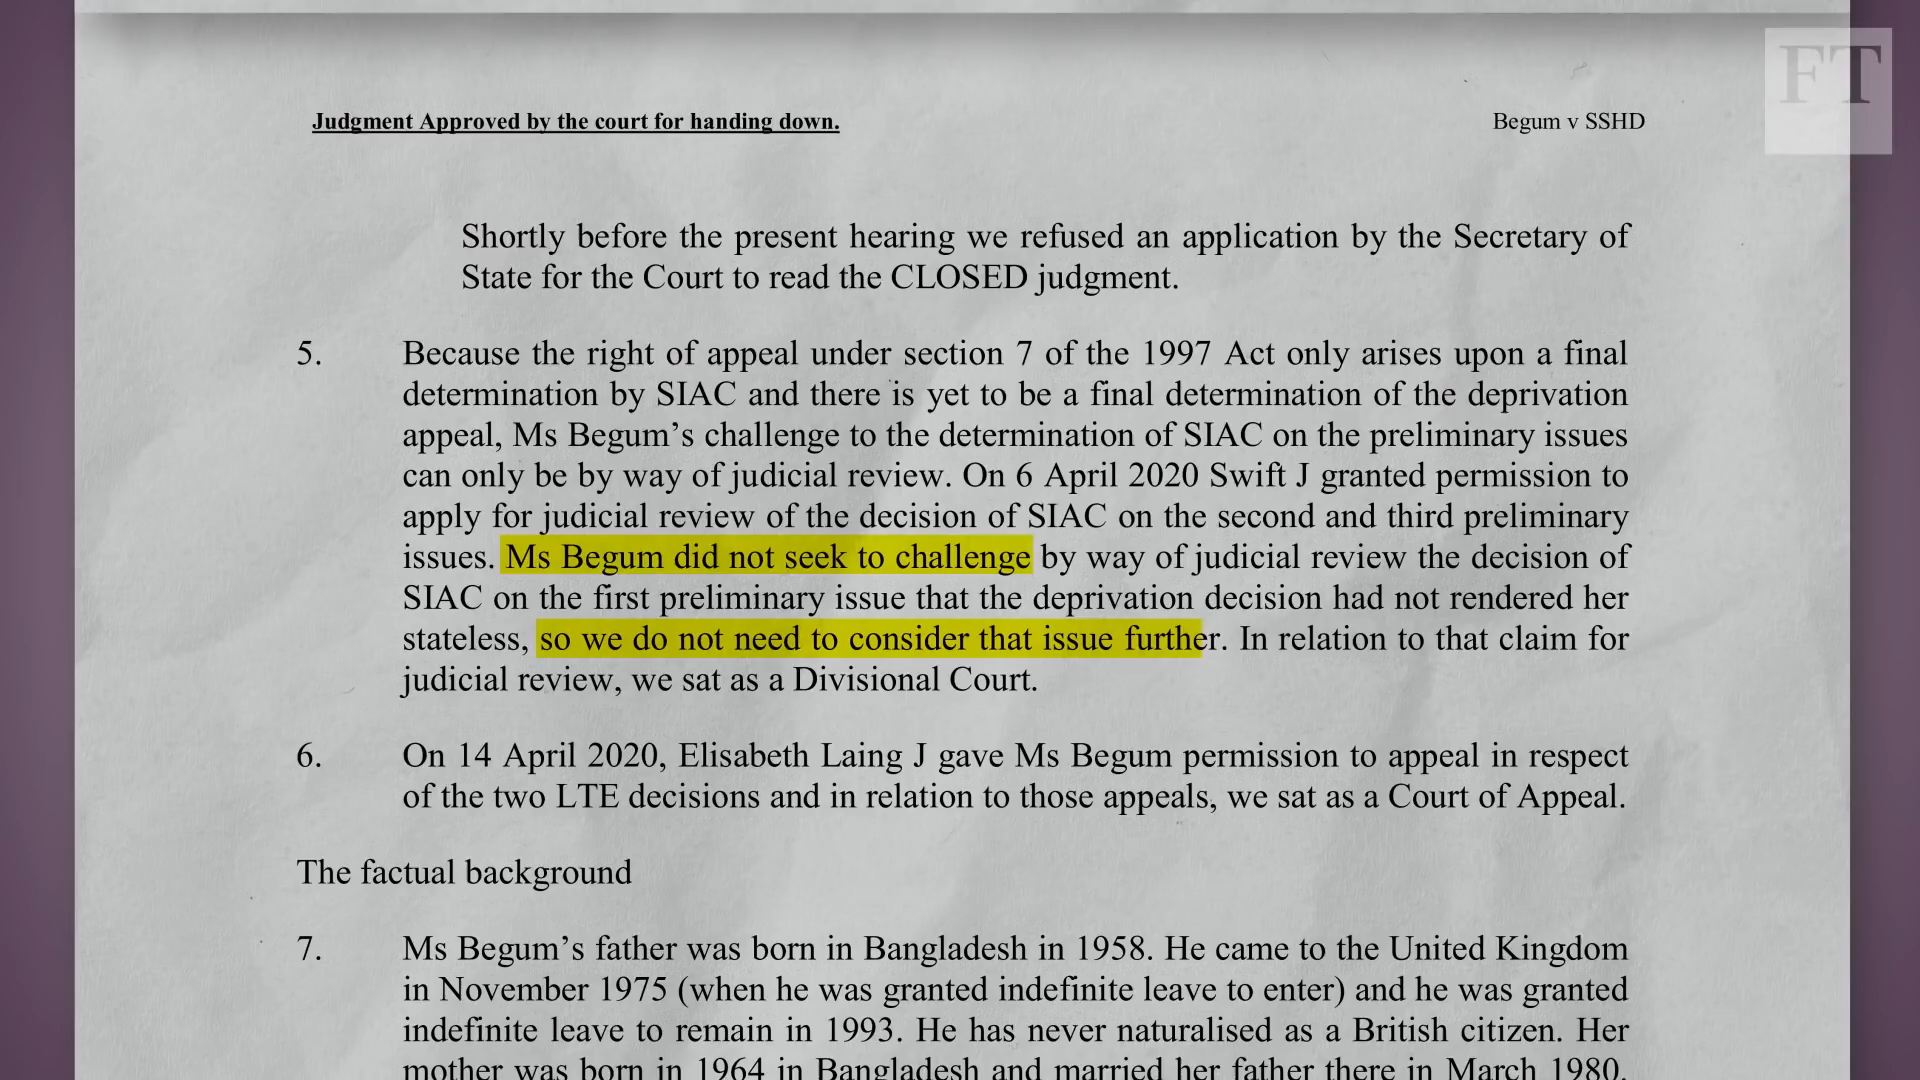 FT
Judgment Approved by the court for handing down.
Begum v SSHD
Shortly before the present hearing we refused an application by the Secretary of
State for the Court to read the CLOSED judgment.
5. Because the right of appeal under section 7 of the 1997 Act only arises upon a final
determination by SIAC and there is yet to be a final determination of the deprivation
appeal, Ms Begum’s challenge to the determination of SIAC on the preliminary issues
can only be by way of judicial review. On 6 April 2020 Swift J granted permission to
apply for judicial review of the decision of SIAC on the second and third preliminary
issues. Ms Begum did not seek to challenge by way of judicial review the decision of
SIAC on the first preliminary issue that the deprivation decision had not rendered her
stateless, so we do not need to consider that issue further. In relation to that claim for
judicial review, we sat as a Divisional Court.
6. On 14 April 2020, Elisabeth Laing J gave Ms Begum permission to appeal in respect
of the two LTE decisions and in relation to those appeals, we sat as a Court of Appeal.
The factual background
7. Ms Begum’s father was born in Bangladesh in 1958. He came to the United Kingdom
in November 1975 (when he was granted indefinite leave to enter) and he was granted
indefinite leave to remain in 1993. He has never naturalised as a British citizen. Her
mother was born in 1964 in Bangladesh and married her father there in March 1980.